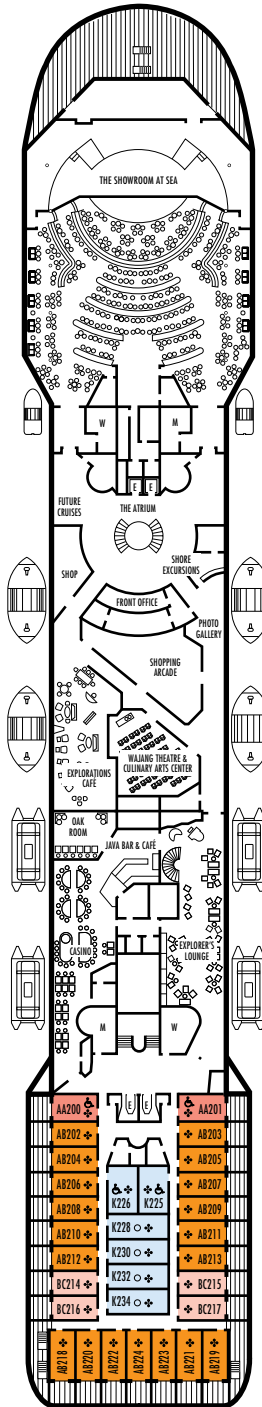 THE SHOWROOM AT SEA
W
M
E
E
FUTURE
CRUISES
THE ATRIUM
SHOP
SHORE
EXCURSIONS
FRONT OFFICE
PHOTO
GALLERY
SHOPPING
ARCADE
EXPLORATIONS
CAFÉ
WAJANG THEATRE &
CULINARY ARTS CENTER
OAK
ROOM
JAVA BAR & CAFÉ
CASINO
EXPLORER'S
LOUNGE
M
W
E
E
AA200
AA201
AB202
AB203
AB204
AB205
AB206
K226
K225
AB207
AB208
K228
AB209
AB210
K230
AB211
AB212
K232
AB213
BC214
K234
BC215
BC216
BC217
AB218
AB220
AB222
AB224
AB223
AB221
AB219